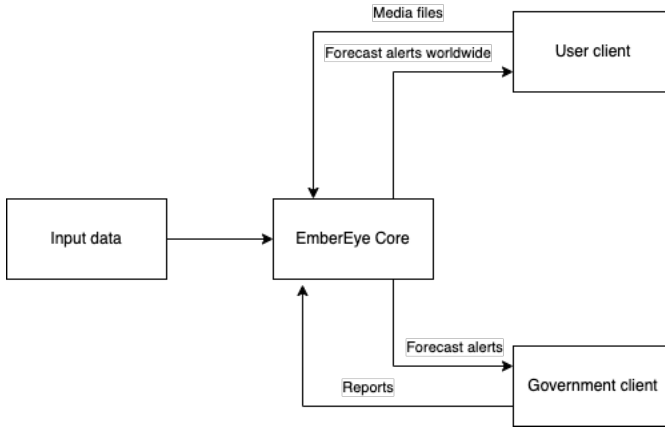 Media files
Forecast alerts worldwide
User client
Input data
EmberEye Core
Forecast alerts
Reports
Government client